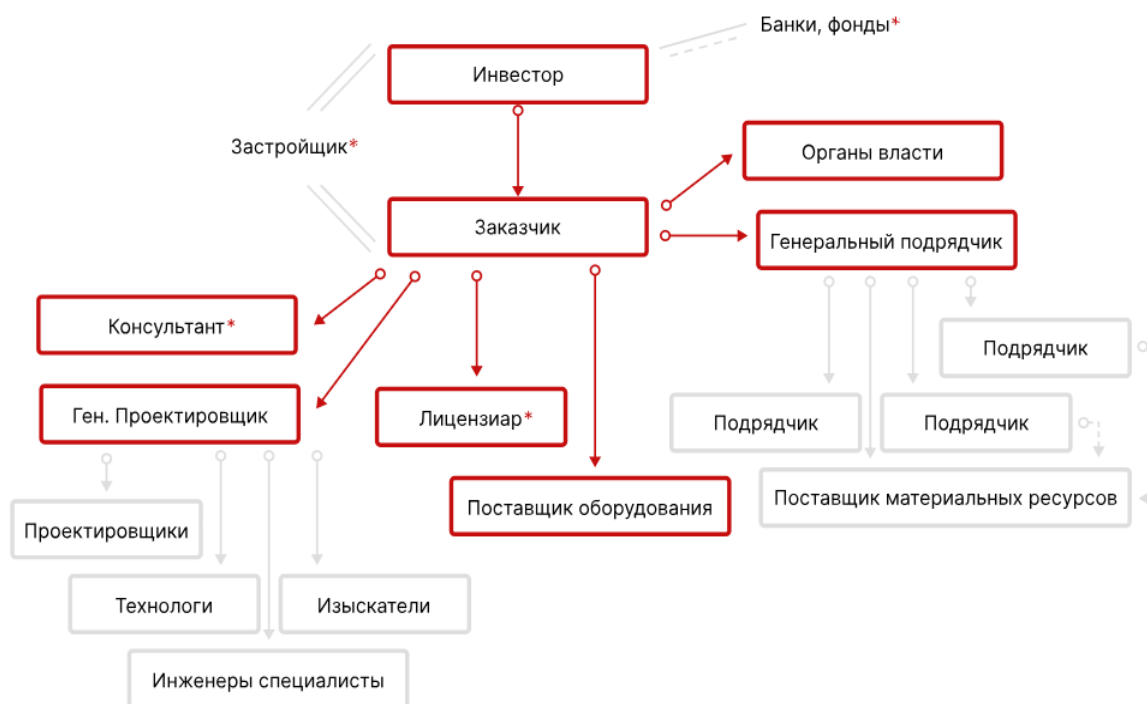 Банки, фонды*
Инвестор
Застройщик*
Органы власти
Заказчик
Генеральный подрядчик
Консультант*
Подрядчик
Ген. Проектировщик
Лицензиар*
Подрядчик
Подрядчик
Поставщик оборудования
Поставщик материальных ресурсов
Проектировщики
Технологи
Изыскатели
Инженеры специалисты